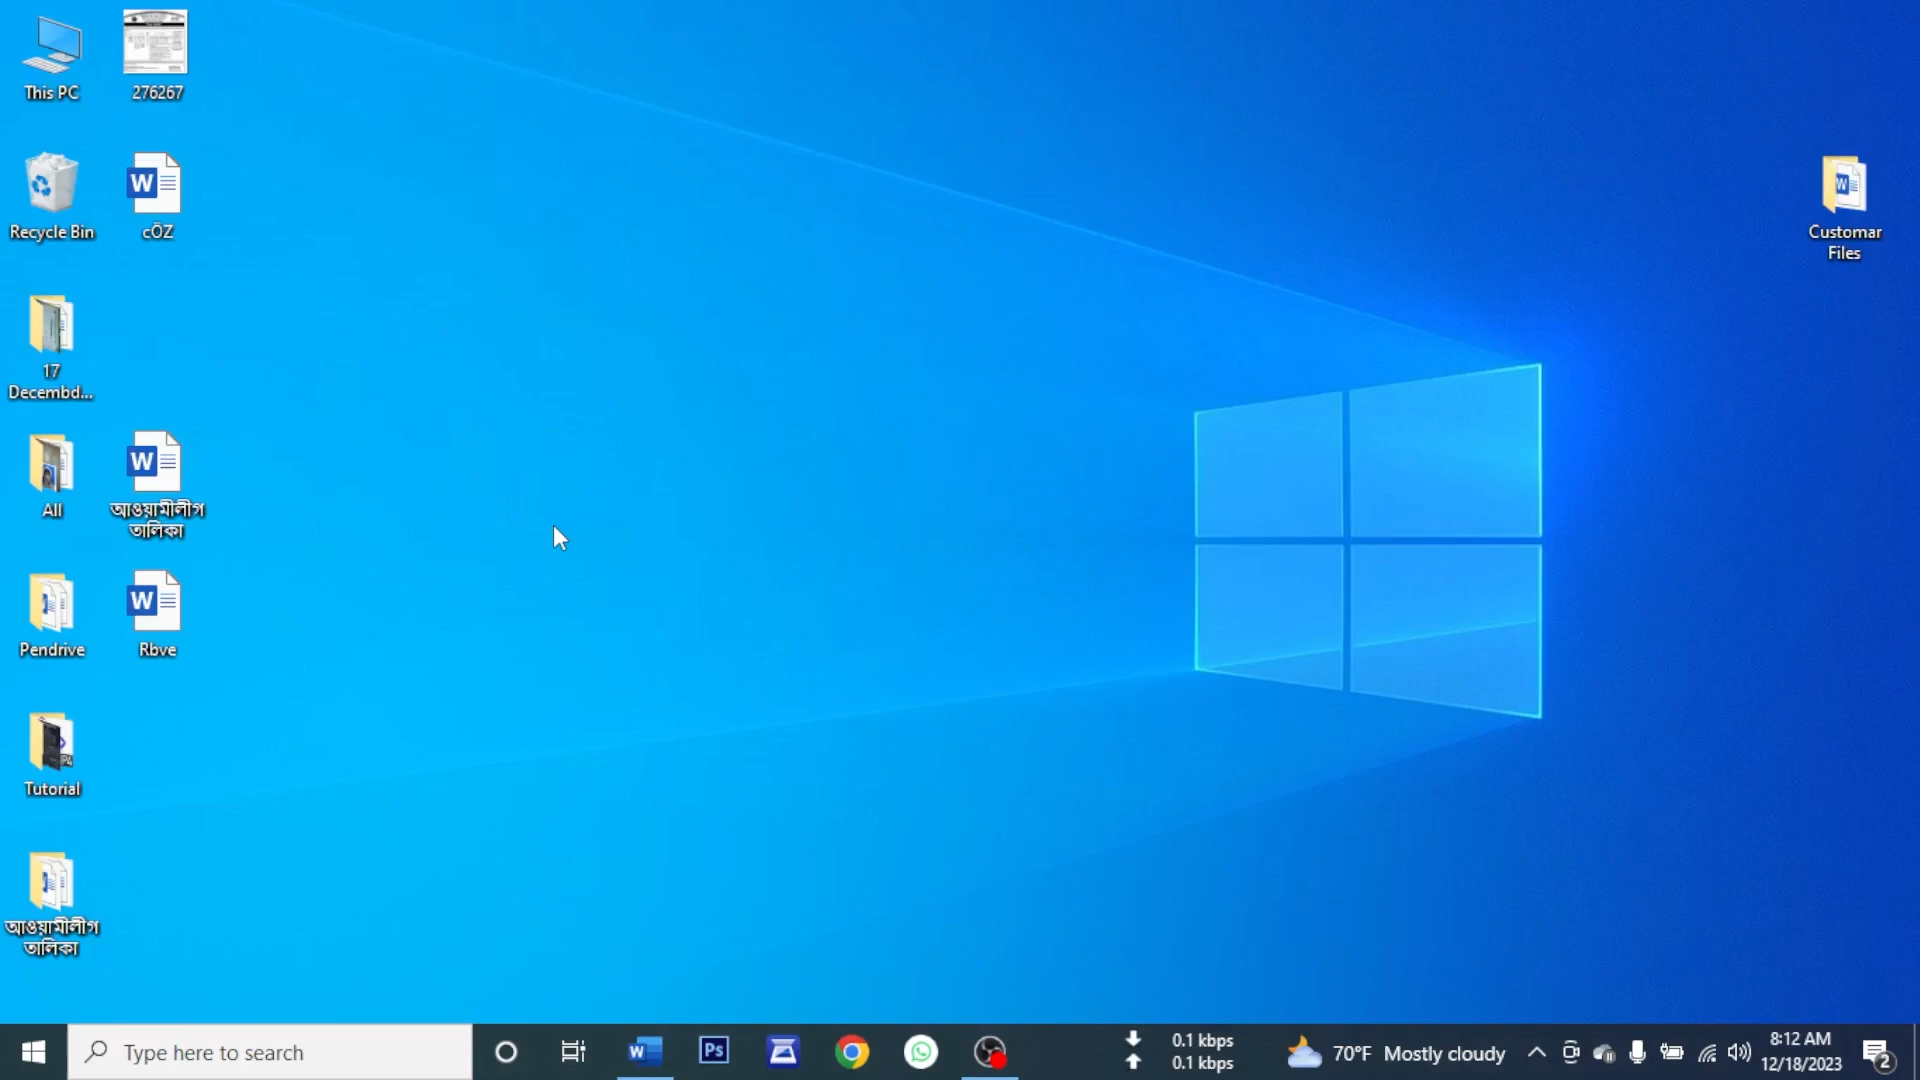 This PC
276267
Recycle Bin
cÖZ
Customar
Files
17
Decembd...
All
আওয়ামীলীগ
তালিকা
Pendrive
Rbve
Tutorial
আওয়ামীলীগ
তালিকা
Type here to search
W
Ps
0.1 kbps
0.1 kbps
70°F Mostly cloudy
8:12 AM
12/18/2023
2